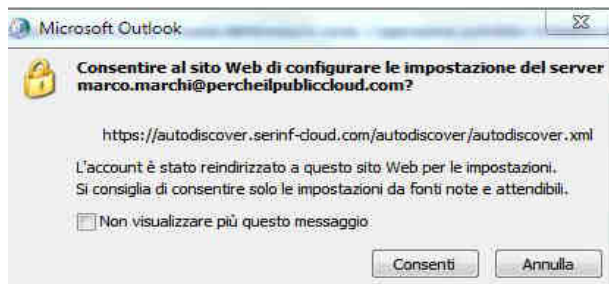 Microsoft Outlook
Consentire al sito Web di configurare le impostazione del server
marco.marchi@percheilpubliccloud.com?
https://autodiscover.serinf-cloud.com/autodiscover/autodiscover.xml
L'account è stato reindirizzato a questo sito Web per le impostazioni.
Si consiglia di consentire solo le impostazioni da fonti note e attendibili.
Non visualizzare più questo messaggio
Consenti Annulla